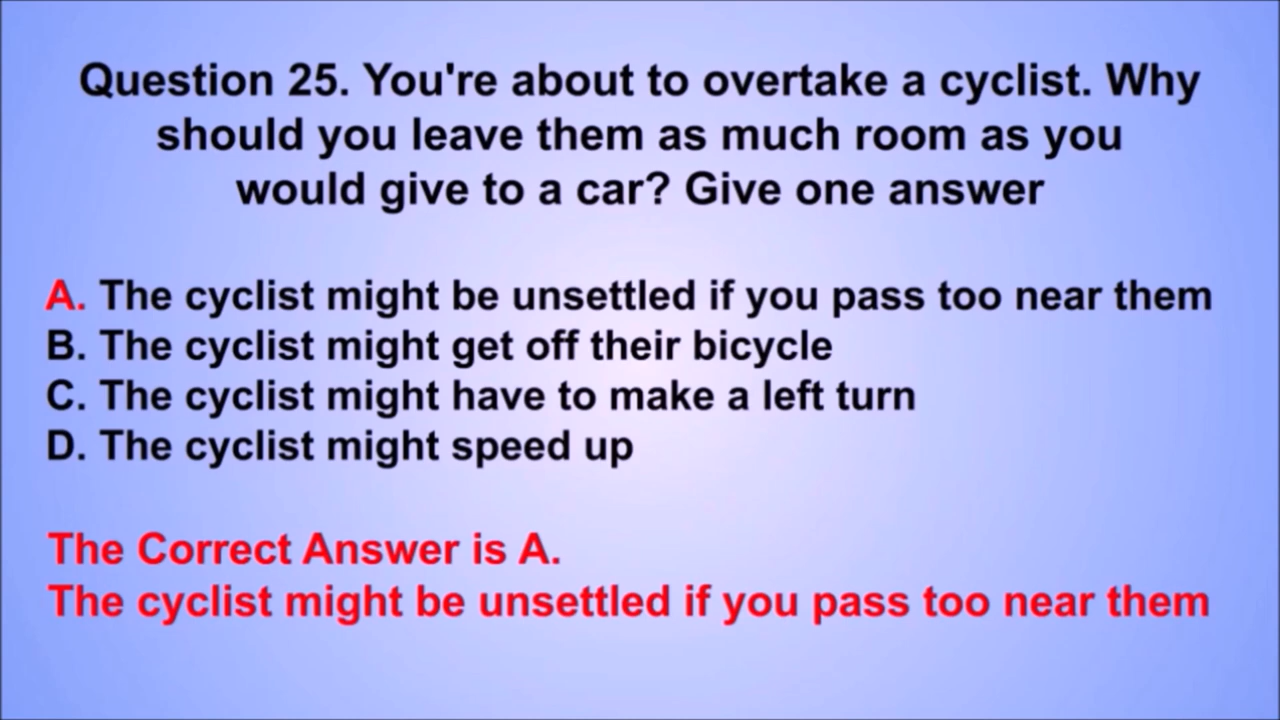 Question 25. You're about to overtake a cyclist. Why
should you leave them as much room as you
would give to a car? Give one answer
A. The cyclist might be unsettled if you pass too near them
B. The cyclist might get off their bicycle
C. The cyclist might have to make a left turn
D. The cyclist might speed up
The Correct Answer is A.
The cyclist might be unsettled if you pass too near them